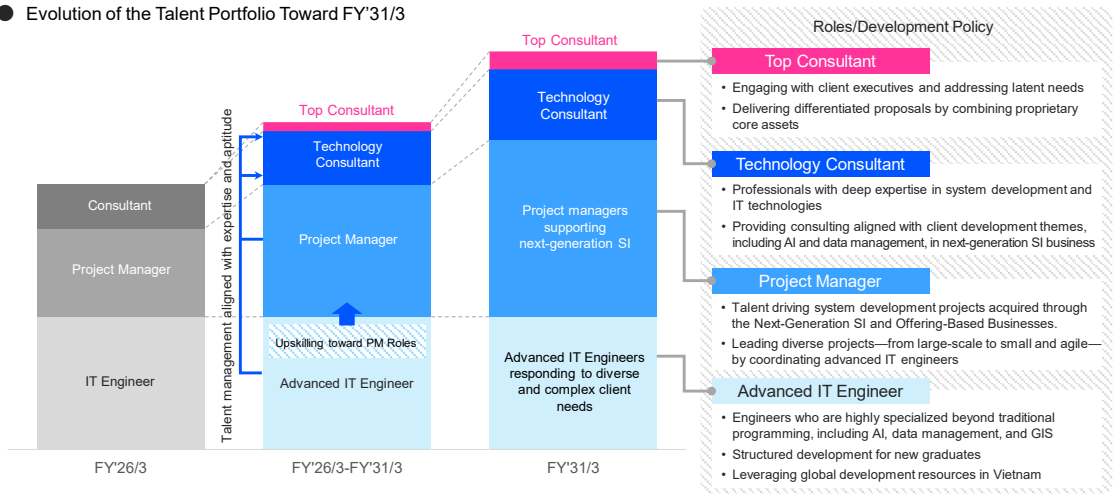 Evolution of the Talent Portfolio Toward FY'31/3
Consultant
Project Manager
IT Engineer
FY'26/3
Talent management aligned with expertise and aptitude
Top Consultant
Technology
Consultant
Project Manager
Upskilling toward PM Roles
Advanced IT Engineer
FY'26/3-FY'31/3
Top Consultant
Technology
Consultant
Project managers
supporting
next-generation SI
Advanced IT Engineers
responding to diverse
and complex client
needs
FY'31/3
Roles/Development Policy
Top Consultant
• Engaging with client executives and addressing latent needs
• Delivering differentiated proposals by combining proprietary
core assets
Technology Consultant
• Professionals with deep expertise in system development and
IT technologies
• Providing consulting aligned with client development themes,
including AI and data management, in next-generation SI business
Project Manager
• Talent driving system development projects acquired through
the Next-Generation SI and Offering-Based Businesses.
• Leading diverse projects—from large-scale to small and agile—
by coordinating advanced IT engineers
Advanced IT Engineer
• Engineers who are highly specialized beyond traditional
programming, including AI, data management, and GIS
• Structured development for new graduates
• Leveraging global development resources in Vietnam